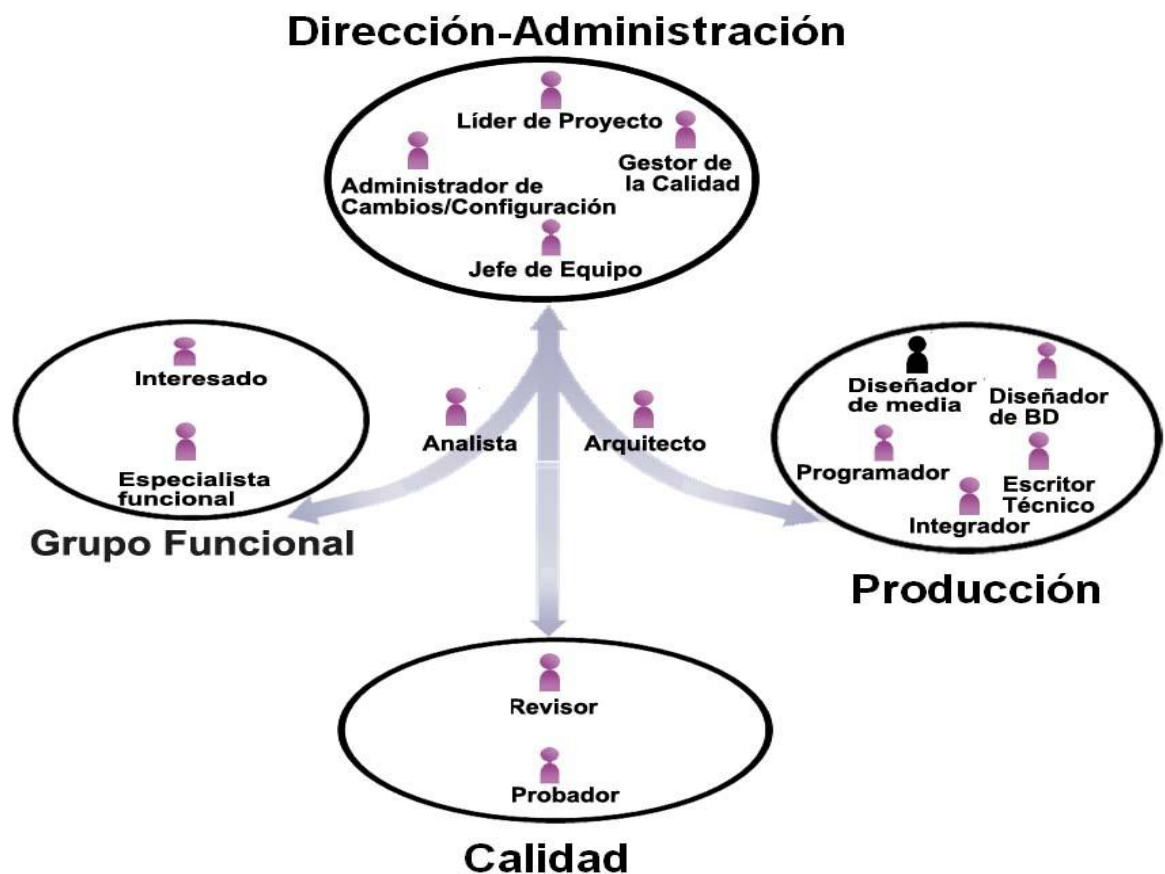 Dirección-Administración
Líder de Proyecto
Gestor de
la Calidad
Administrador de
Cambios/Configuración
Jefe de Equipo
Interesado
Especialista
funcional
Grupo Funcional
Analista
Arquitecto
Diseñador
de media
Diseñador
de BD
Programador
Escritor
Técnico
Integrador
Producción
Revisor
Probador
Calidad